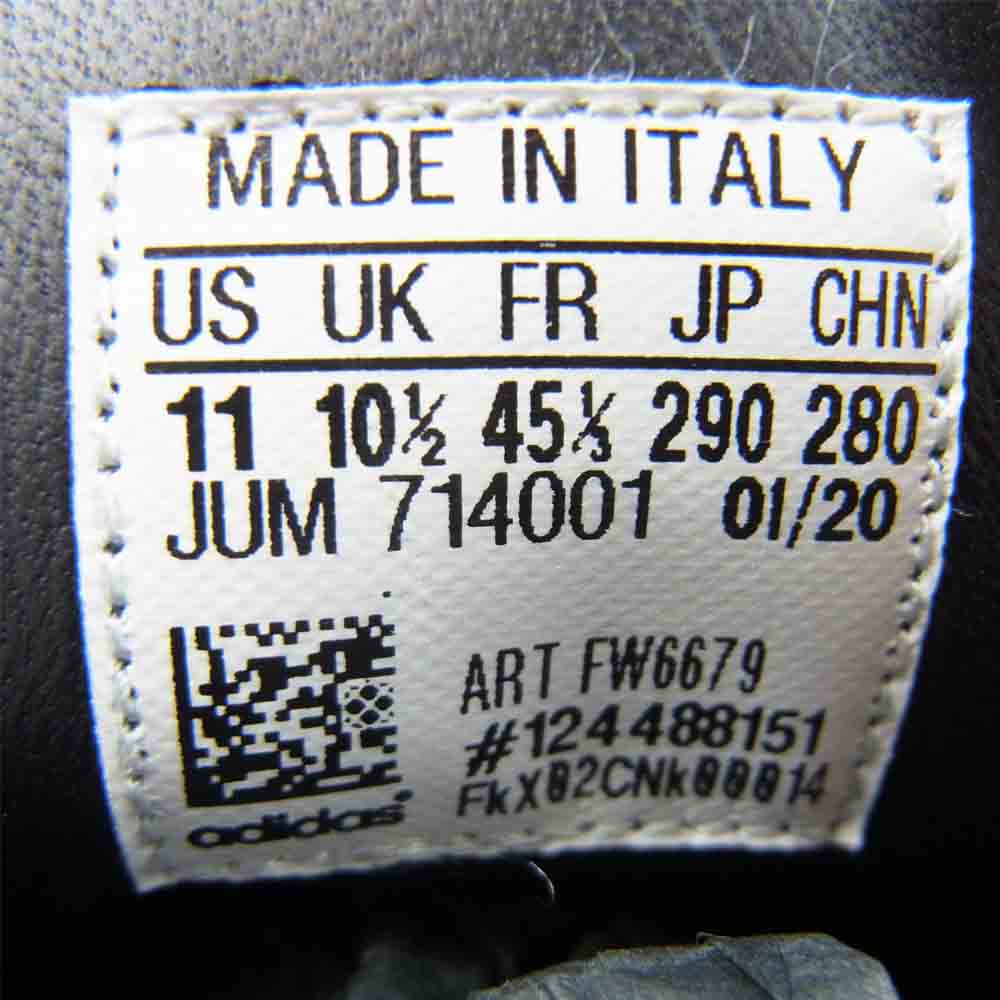 MADE IN ITALY
US UK FR JP CHN
11 10½ 45⅓ 290 280
JUM 714001 01/20
ART FW6679
#124488151
FkX02CNk00014
adidas